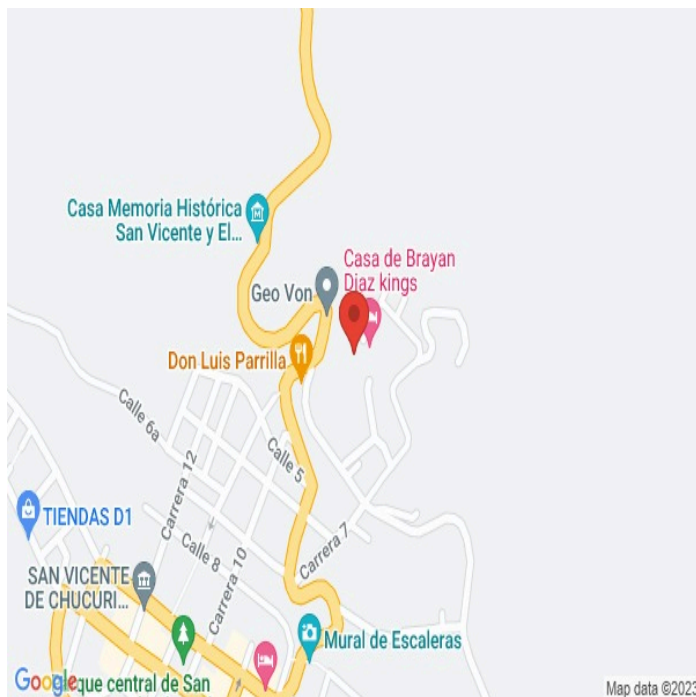 Casa Memoria Histórica
San Vicente y El...
Casa de Brayan
Diaz kings
Geo Von
Don Luis Parrilla
Calle 6a
Carrera 12
Calle 5
TIENDAS D1
Calle 8
Carrera 10
Carrera 7
SAN VICENTE
DE CHUCURI...
Mural de Escaleras
Google
que central de San
Map data ©2023